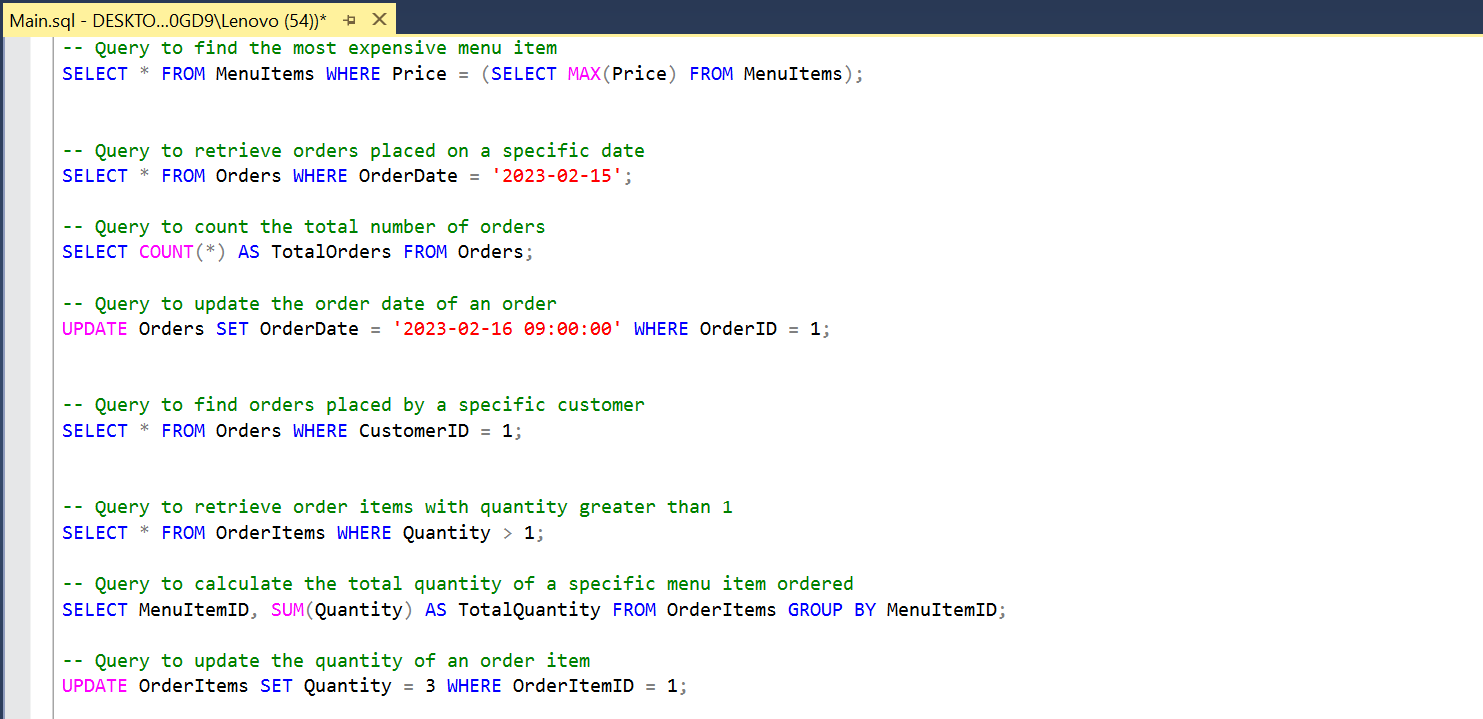 Main.sql - DESKTO...0GD9\Lenovo (54))*
-- Query to find the most expensive menu item
SELECT * FROM MenuItems WHERE Price = (SELECT MAX(Price) FROM MenuItems);
-- Query to retrieve orders placed on a specific date
SELECT * FROM Orders WHERE OrderDate = '2023-02-15';
-- Query to count the total number of orders
SELECT COUNT(*) AS TotalOrders FROM Orders;
-- Query to update the order date of an order
UPDATE Orders SET OrderDate = '2023-02-16 09:00:00' WHERE OrderID = 1;
-- Query to find orders placed by a specific customer
SELECT * FROM Orders WHERE CustomerID = 1;
-- Query to retrieve order items with quantity greater than 1
SELECT * FROM OrderItems WHERE Quantity > 1;
-- Query to calculate the total quantity of a specific menu item ordered
SELECT MenuItemID, SUM(Quantity) AS TotalQuantity FROM OrderItems GROUP BY MenuItemID;
-- Query to update the quantity of an order item
UPDATE OrderItems SET Quantity = 3 WHERE OrderItemID = 1;